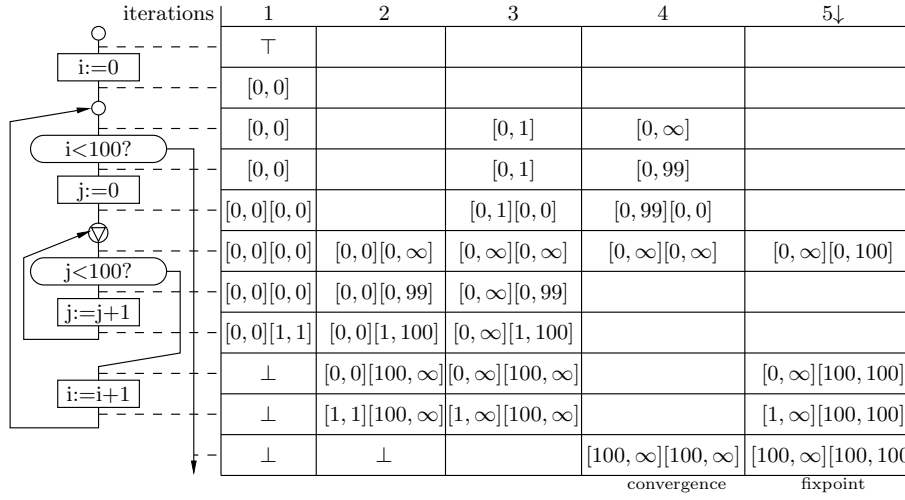 iterations 1 2 3 4 5↓
⊤
i:=0
[0, 0]
[0, 0] [0, 1] [0, ∞]
i<100?
[0, 0] [0, 1] [0, 99]
j:=0
[0, 0][0, 0] [0, 1][0, 0] [0, 99][0, 0]
▽
[0, 0][0, 0] [0, 0][0, ∞] [0, ∞][0, ∞] [0, ∞][0, ∞] [0, ∞][0, 100]
j<100?
[0, 0][0, 0] [0, 0][0, 99] [0, ∞][0, 99]
j:=j+1
[0, 0][1, 1] [0, 0][1, 100] [0, ∞][1, 100]
⊥ [0, 0][100, ∞] [0, ∞][100, ∞] [0, ∞][100, 100]
i:=i+1
⊥ [1, 1][100, ∞] [1, ∞][100, ∞] [1, ∞][100, 100]
⊥ ⊥ [100, ∞][100, ∞] [100, ∞][100, 100
convergence fixpoint